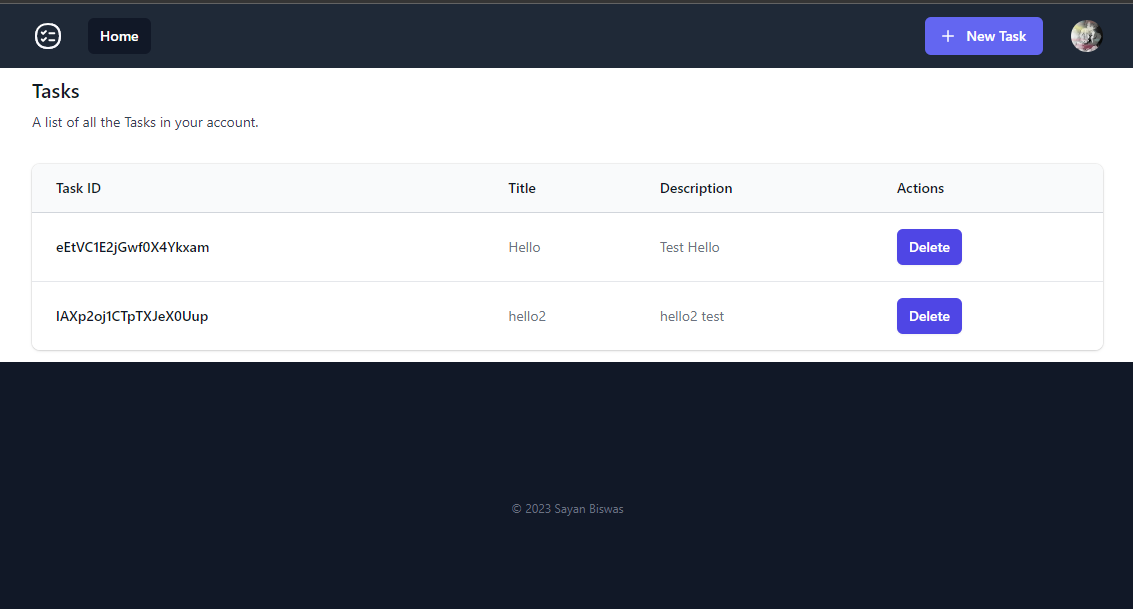 Home
New Task
Tasks
A list of all the Tasks in your account.
Task ID Title Description Actions
eEtVC1E2jGwf0X4Ykxam Hello Test Hello Delete
IAXp2oj1CTpTXJeX0Uup hello2 hello2 test Delete
© 2023 Sayan Biswas